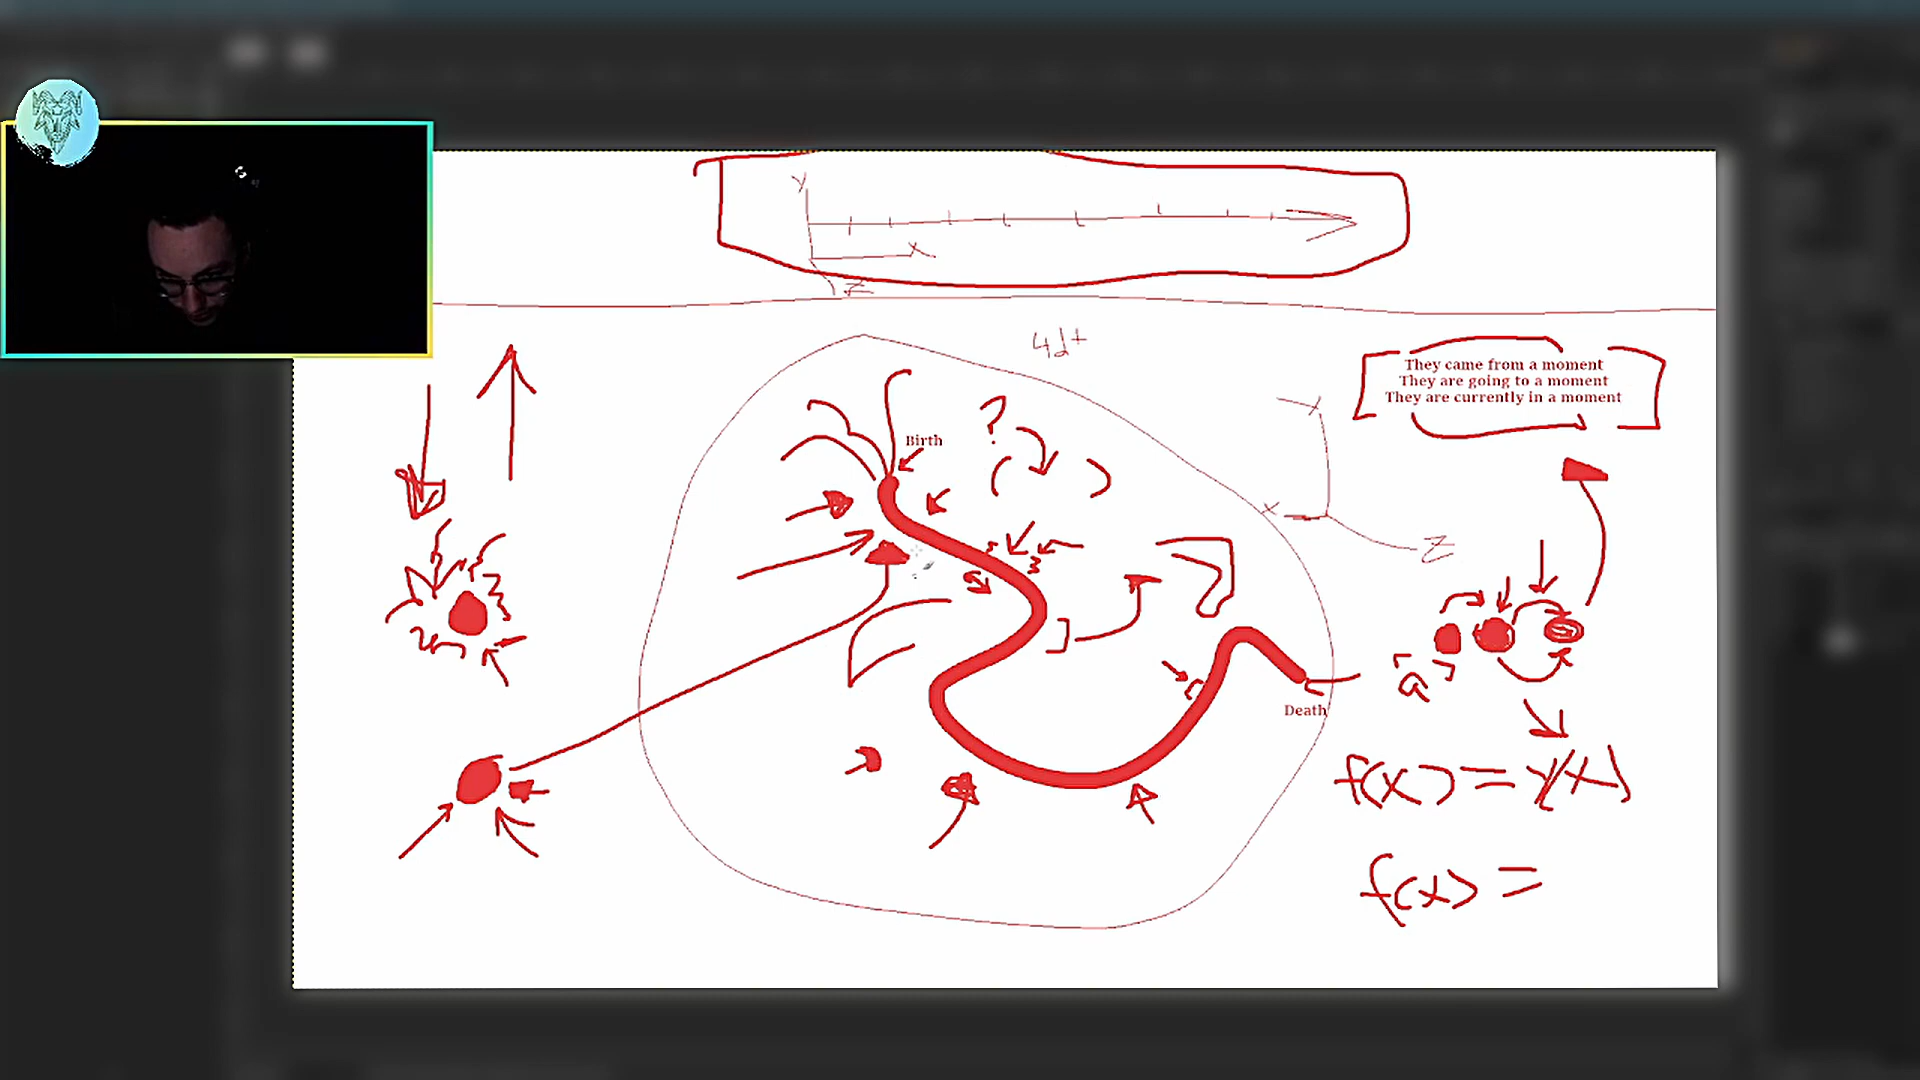 Y
X
Z
4d+
They came from a moment
They are going to a moment
They are currently in a moment
Birth
?
Y
X
Z
Death
f(x) = y(x)
f(x) =